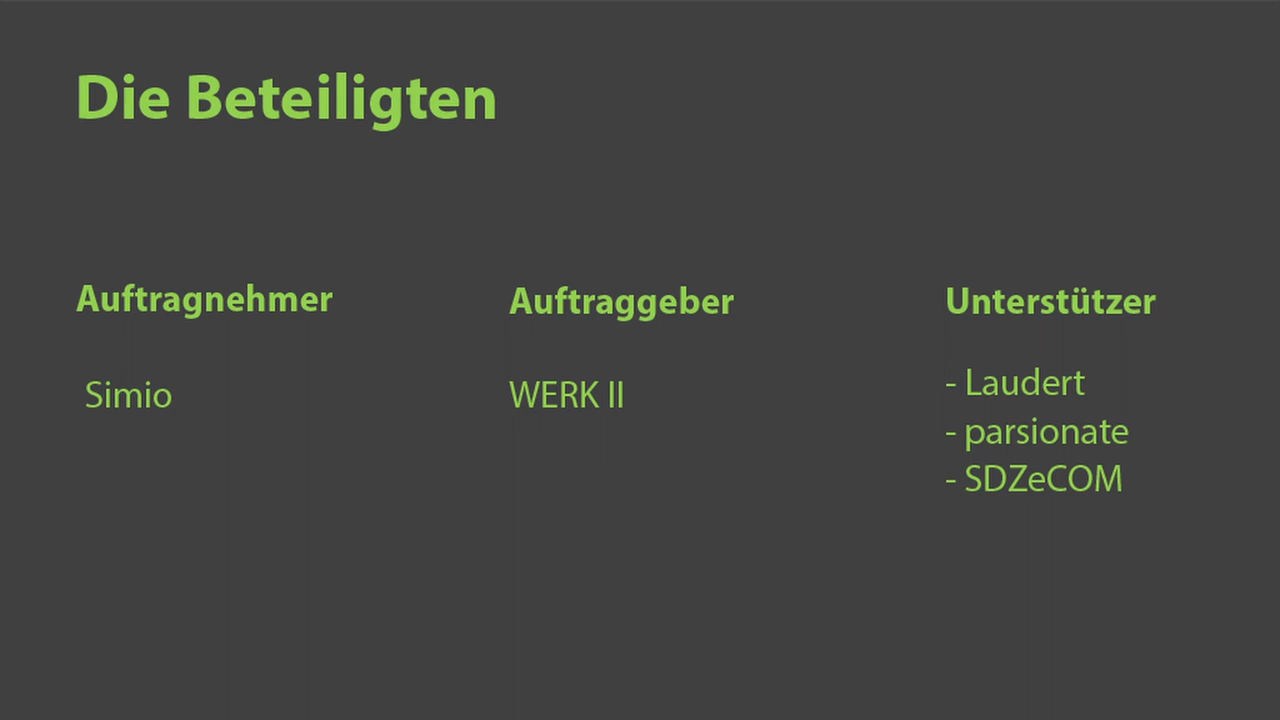 Die Beteiligten
Auftragnehmer
Simio
Auftraggeber
WERK II
Unterstützer
- Laudert
- parsionate
- SDZeCOM